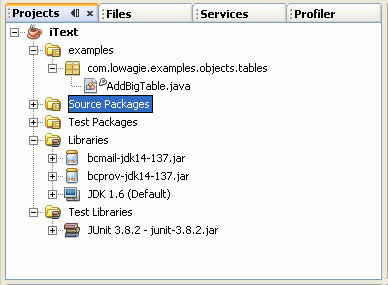 Projects Files Services Profiler
iText
examples
com.lowagie.examples.objects.tables
AddBigTable.java
Source Packages
Test Packages
Libraries
bcmail-jdk14-137.jar
bcprov-jdk14-137.jar
JDK 1.6 (Default)
Test Libraries
JUnit 3.8.2 - junit-3.8.2.jar